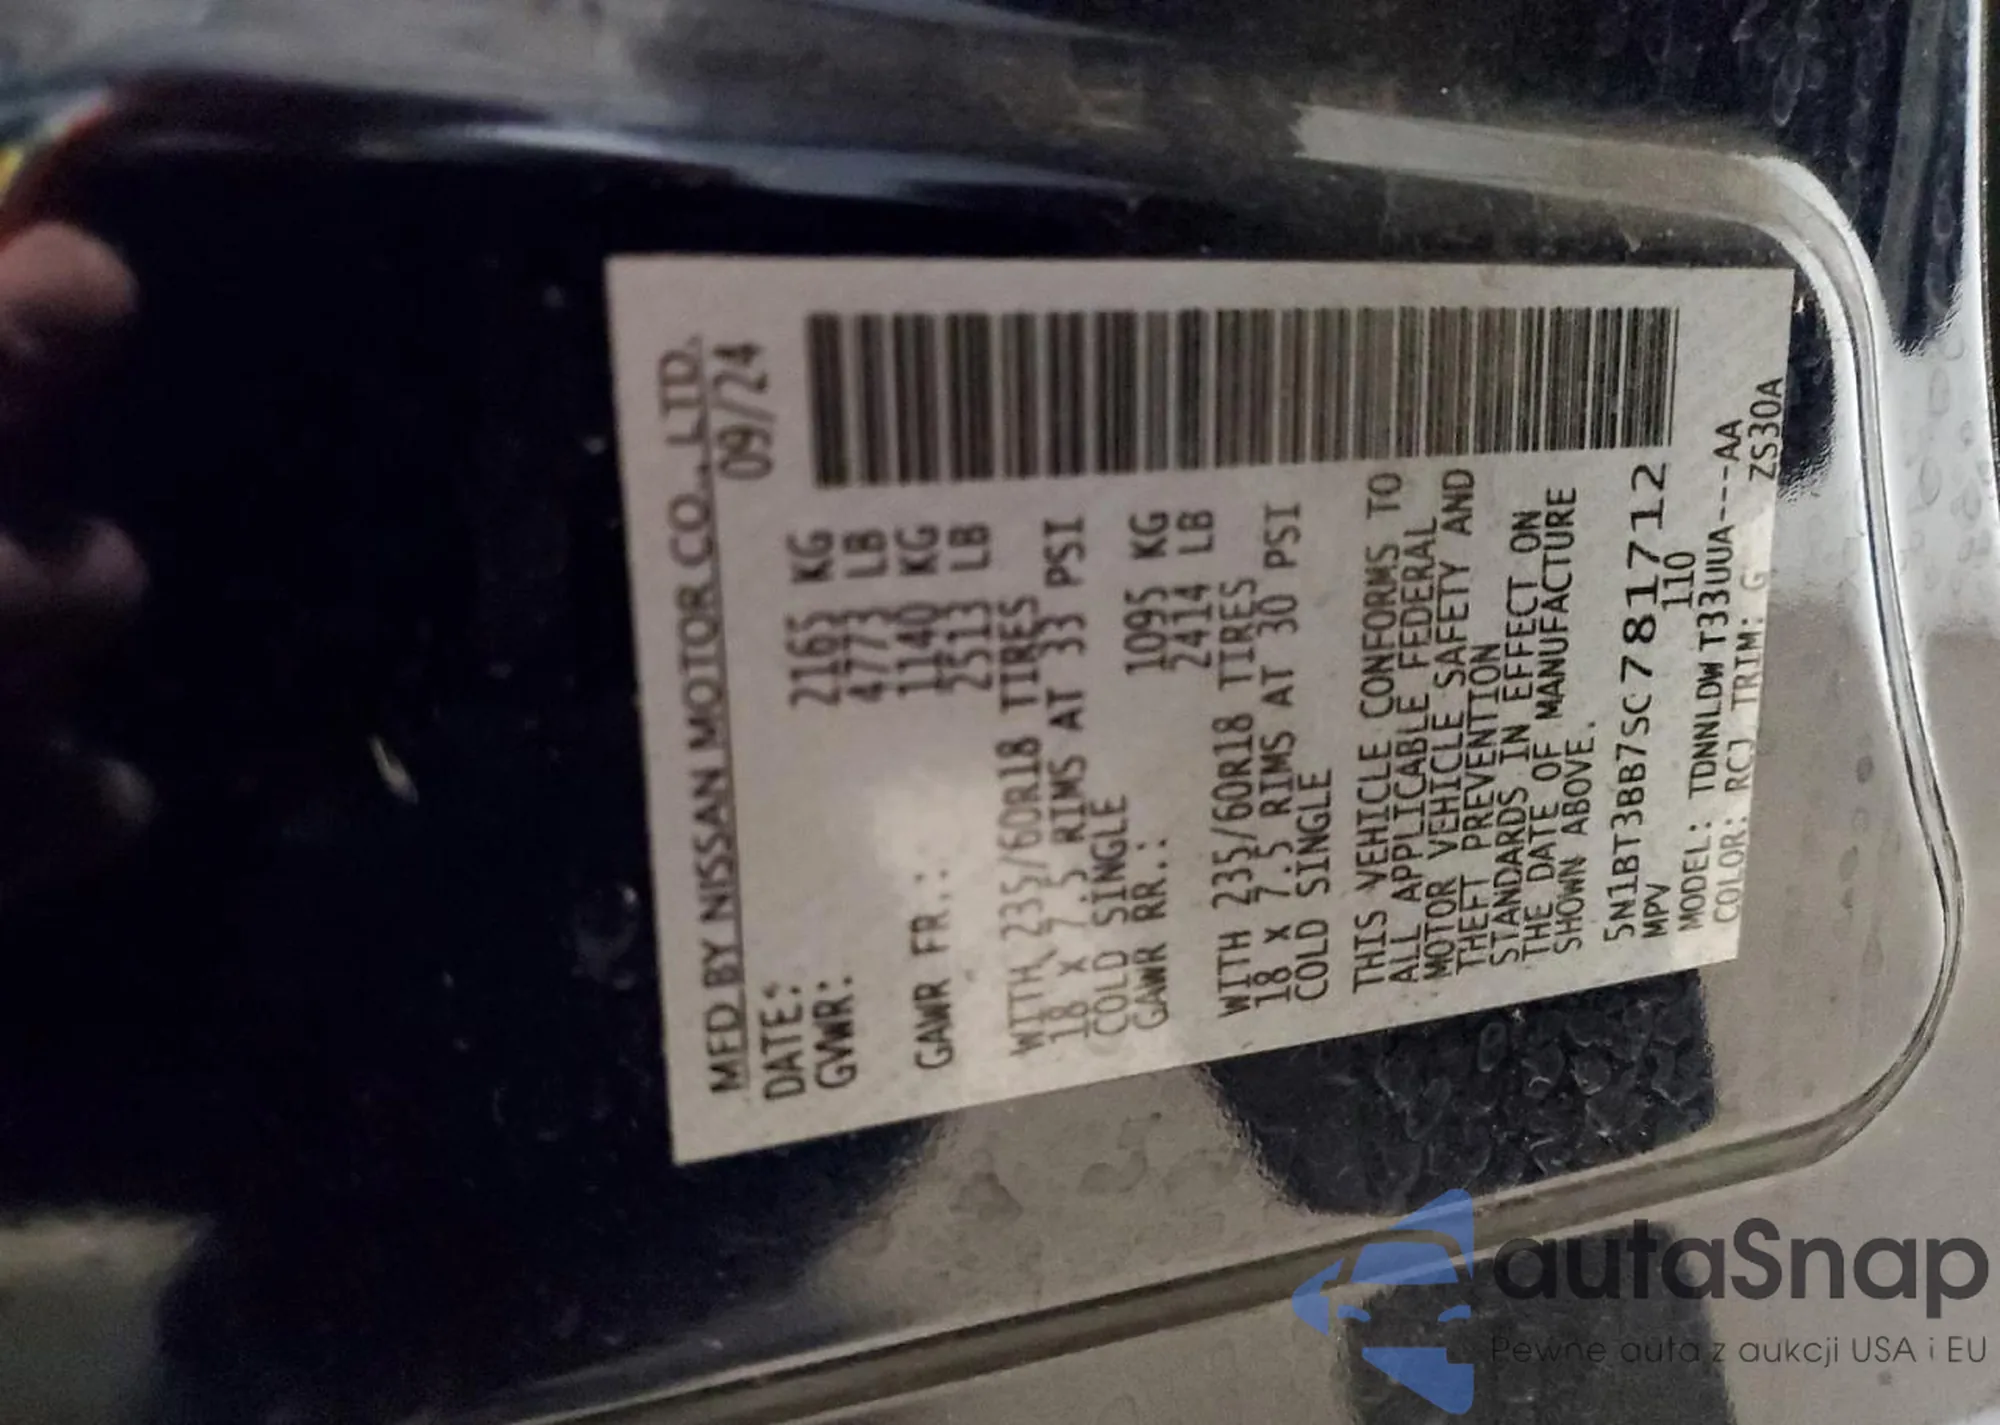 MFD BY NISSAN MOTOR CO., LTD.
DATE: 09/24
GVWR: 2165 KG
4773 LB
GAWR FR.: 1140 KG
2513 LB
WITH 235/60R18 TIRES
18 X 7.5 RIMS AT 33 PSI
COLD SINGLE
GAWR RR.: 1095 KG
2414 LB
WITH 235/60R18 TIRES
18 X 7.5 RIMS AT 30 PSI
COLD SINGLE
THIS VEHICLE CONFORMS TO
ALL APPLICABLE FEDERAL
MOTOR VEHICLE SAFETY AND
THEFT PREVENTION
STANDARDS IN EFFECT ON
THE DATE OF MANUFACTURE
SHOWN ABOVE.
5N1BT3BB7SC781712
MPV 110
MODEL: TDNNLDW T33UUA---AA
COLOR: RCJ TRIM: G ZS30A
autaSnap
Pewne auta z aukcji USA i EU